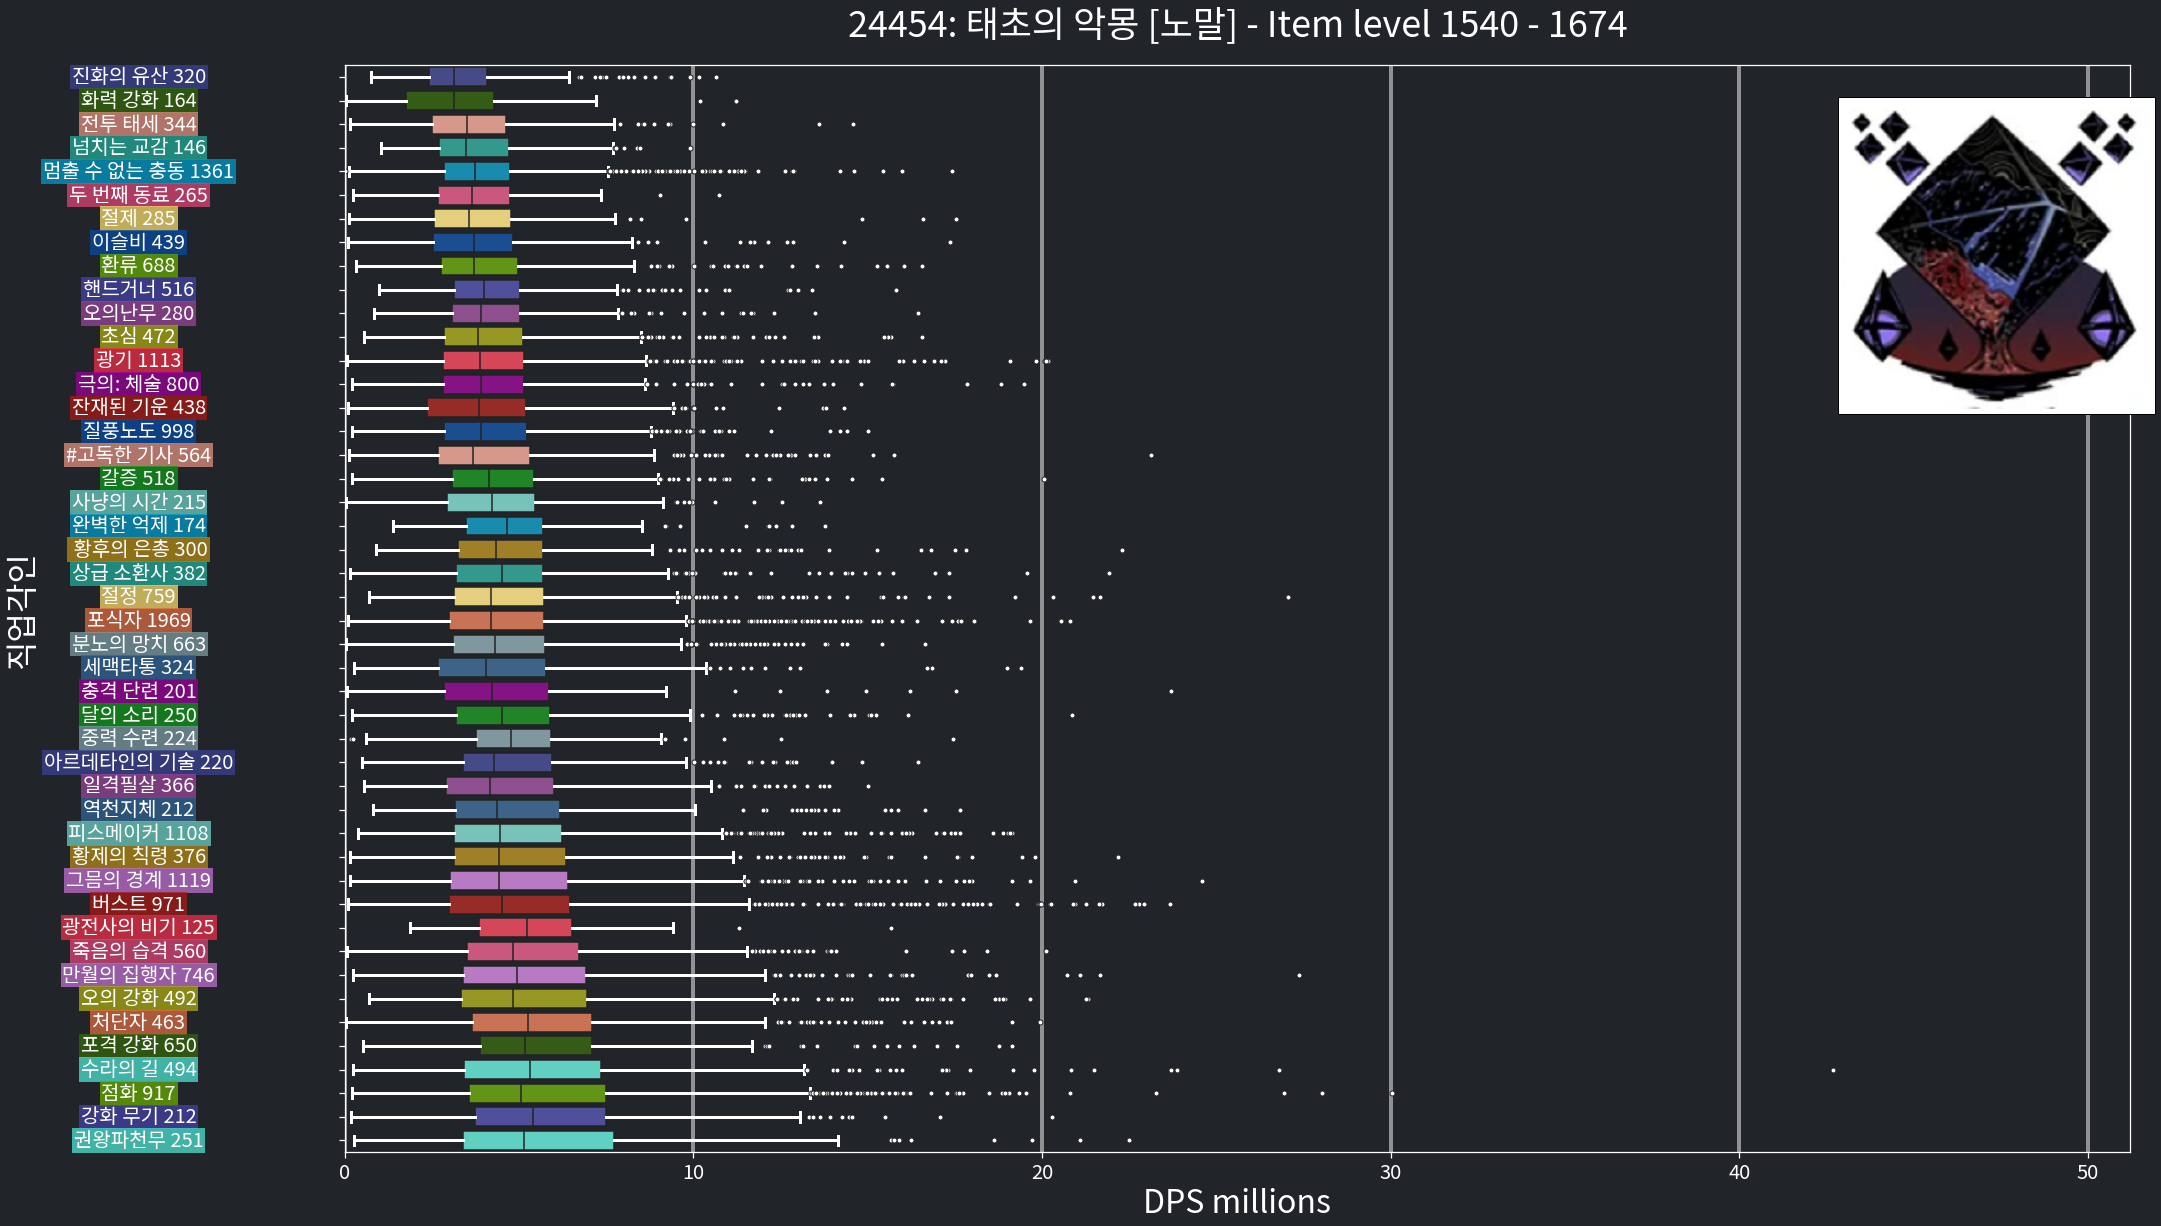 24454: 태초의 악몽 [노말] - Item level 1540 - 1674
직업각인
진화의 유산 320
화력 강화 164
전투 태세 344
넘치는 교감 146
멈출 수 없는 충동 1361
두 번째 동료 265
절제 285
이슬비 439
환류 688
핸드거너 516
오의난무 280
초심 472
광기 1113
극의: 체술 800
잔재된 기운 438
질풍노도 998
#고독한 기사 564
갈증 518
사냥의 시간 215
완벽한 억제 174
황후의 은총 300
상급 소환사 382
절정 759
포식자 1969
분노의 망치 663
세맥타통 324
충격 단련 201
달의 소리 250
중력 수련 224
아르데타인의 기술 220
일격필살 366
역천지체 212
피스메이커 1108
황제의 칙령 376
그믐의 경계 1119
버스트 971
광전사의 비기 125
죽음의 습격 560
만월의 집행자 746
오의 강화 492
처단자 463
포격 강화 650
수라의 길 494
점화 917
강화 무기 212
권왕파천무 251
0 10 20 30 40 50
DPS millions